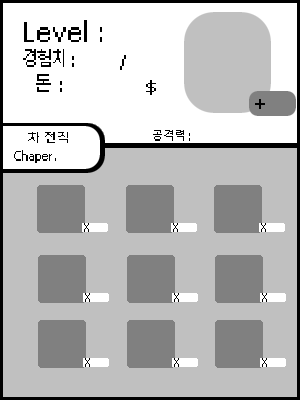 Level :
경험치 : /
돈 : $
+
차 전직
공격력 :
Chaper.
X X X
X X X
X X X